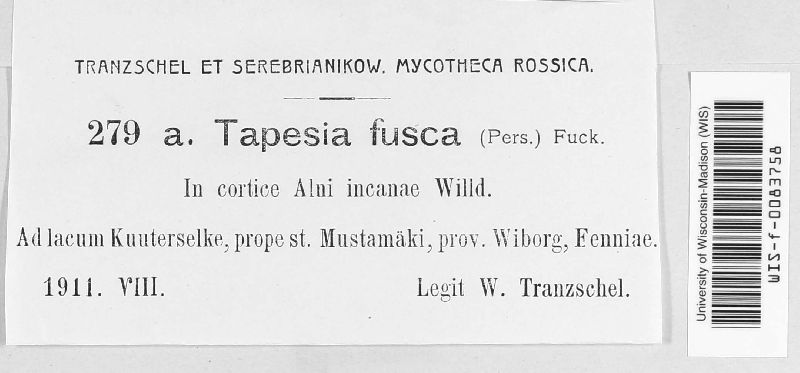 TRANZSCHEL ET SEREBRIANIKOW. MYCOTHECA ROSSICA.
279 a. Tapesia fusca (Pers.) Fuck.
In cortice Alni incanae Willd.
Ad lacum Kuuterselke, prope st. Mustamäki, prov. Wiborg, Fenniae.
1911. VIII. Legit W. Tranzschel.
University of Wisconsin-Madison (WIS)
WIS-f-0083758